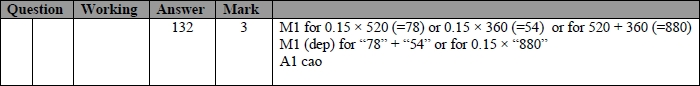 Question Working Answer Mark
132 3 M1 for 0.15 × 520 (=78) or 0.15 × 360 (=54)  or for 520 + 360 (=880)
M1 (dep) for “78” + “54” or for 0.15 × “880”
A1 cao